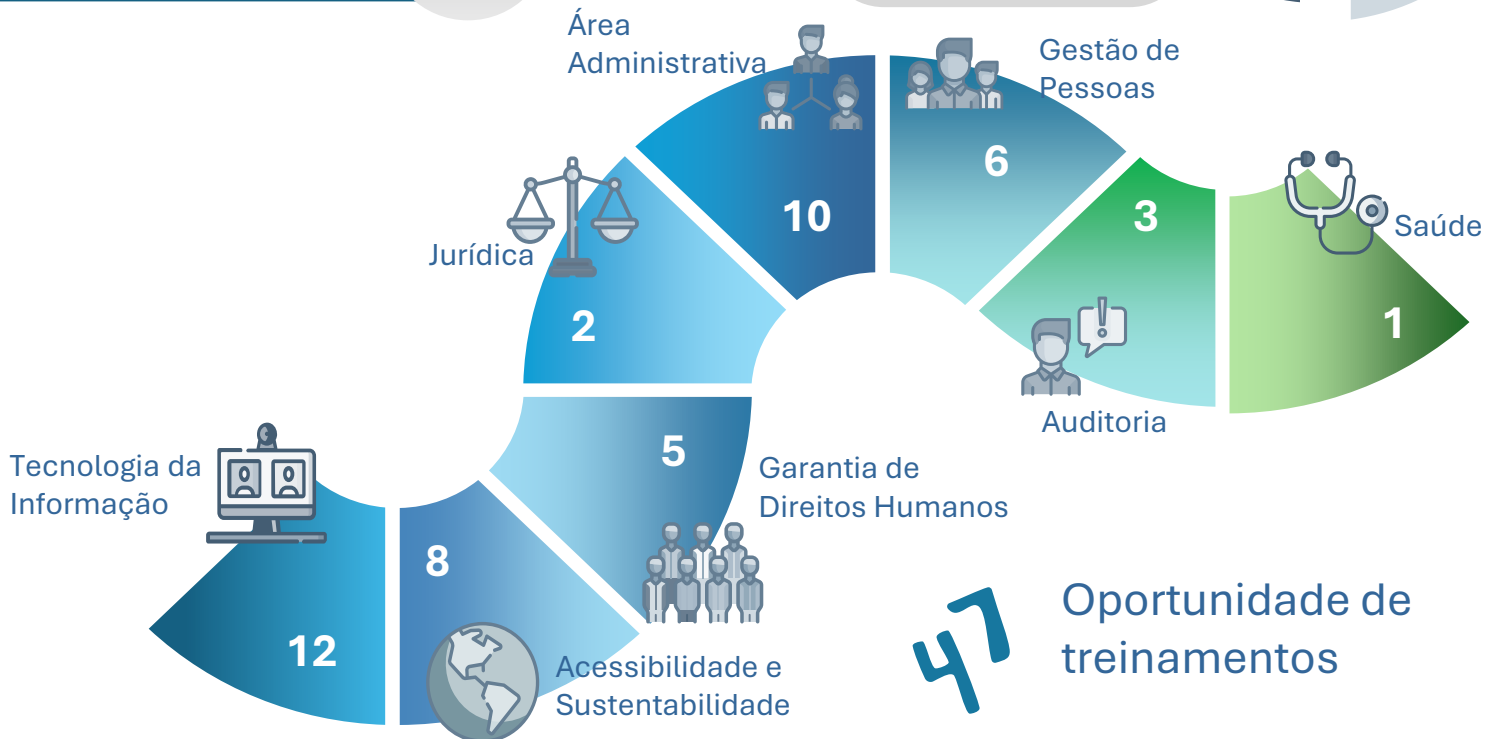 Área
Administrativa
Gestão de
Pessoas
6
10
3
Saúde
1
Jurídica
2
Auditoria
Tecnologia da
Informação
5
Garantia de
Direitos Humanos
8
12
Acessibilidade e
Sustentabilidade
47
Oportunidade de
treinamentos